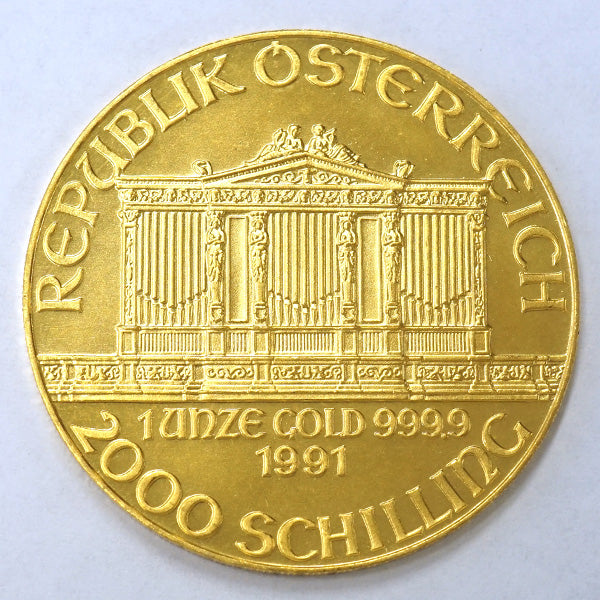 REPUBLIK ÖSTERREICH
1 UNZE GOLD 999.9
1991
2000 SCHILLING